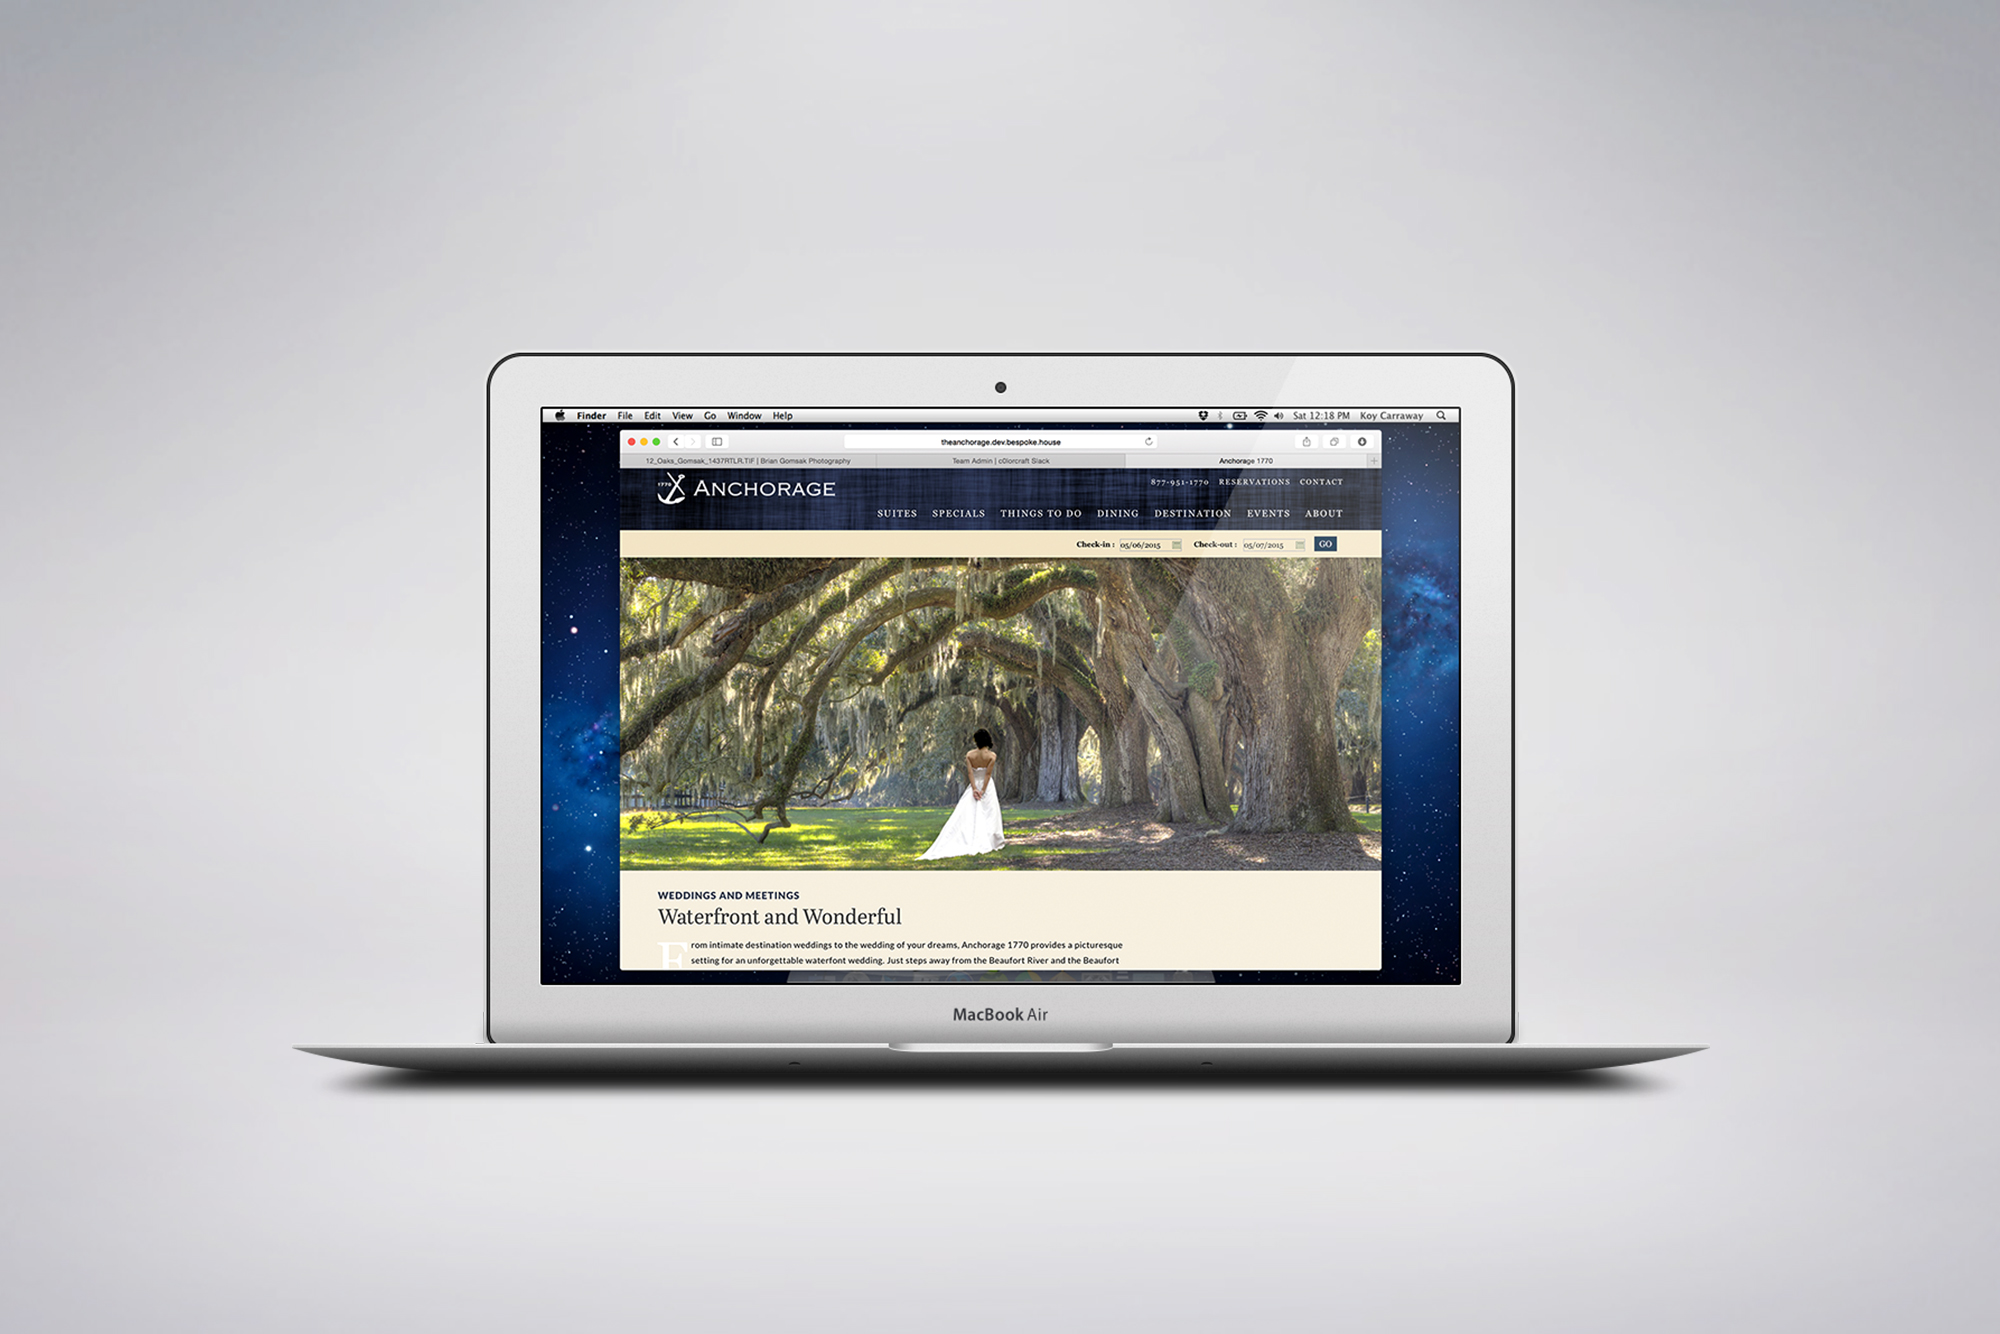 Finder File Edit View Go Window Help Sat 12:18 PM Koy Carraway
theanchorage.dev.bespoke.house
12_Oaks_Gomsak_1437RTLR.TIF | Brian Gomsak Photography Team Admin | c0lorcraft Slack Anchorage 1770
1770 ANCHORAGE
877-951-1770 RESERVATIONS CONTACT
SUITES SPECIALS THINGS TO DO DINING DESTINATION EVENTS ABOUT
Check-in : 05/06/2015 Check-out : 05/07/2015 GO
WEDDINGS AND MEETINGS
Waterfront and Wonderful
From intimate destination weddings to the wedding of your dreams, Anchorage 1770 provides a picturesque
setting for an unforgettable waterfont wedding. Just steps away from the Beaufort River and the Beaufort
MacBook Air